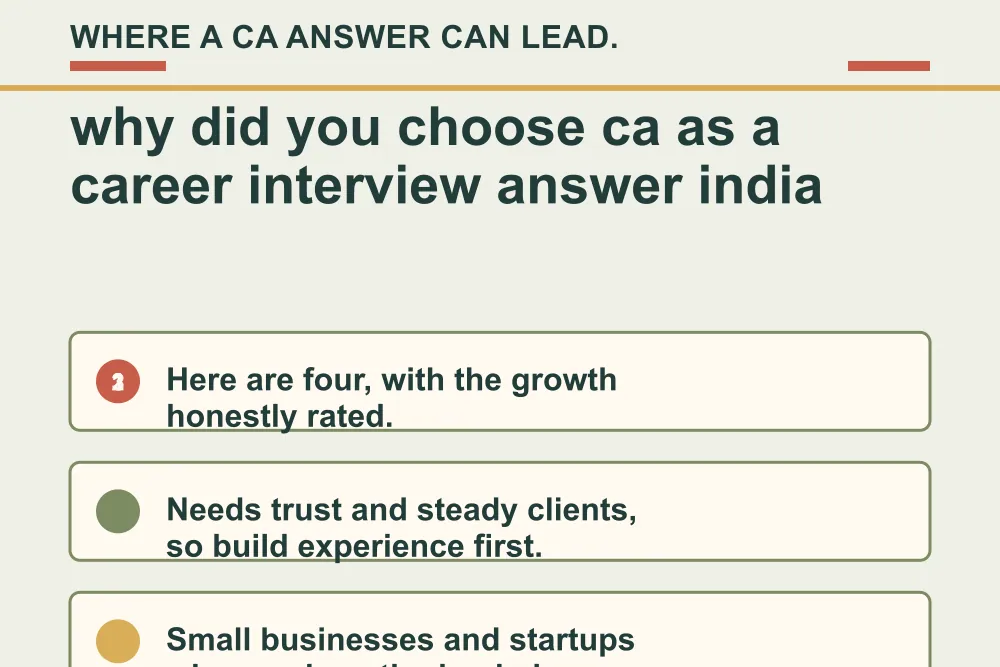 WHERE A CA ANSWER CAN LEAD.
why did you choose ca as a
career interview answer india
Here are four, with the growth
honestly rated.
Needs trust and steady clients,
so build experience first.
Small businesses and startups